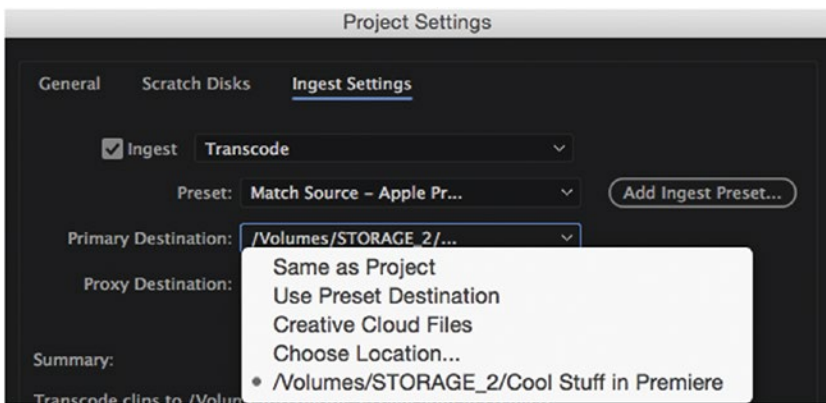 Project Settings
General Scratch Disks Ingest Settings
Ingest Transcode
Preset: Match Source – Apple Pr... Add Ingest Preset...
Primary Destination: /Volumes/STORAGE_2/...
Same as Project
Proxy Destination:
Use Preset Destination
Creative Cloud Files
Choose Location...
Summary:
• /Volumes/STORAGE_2/Cool Stuff in Premiere
Transcode clips to /Volum